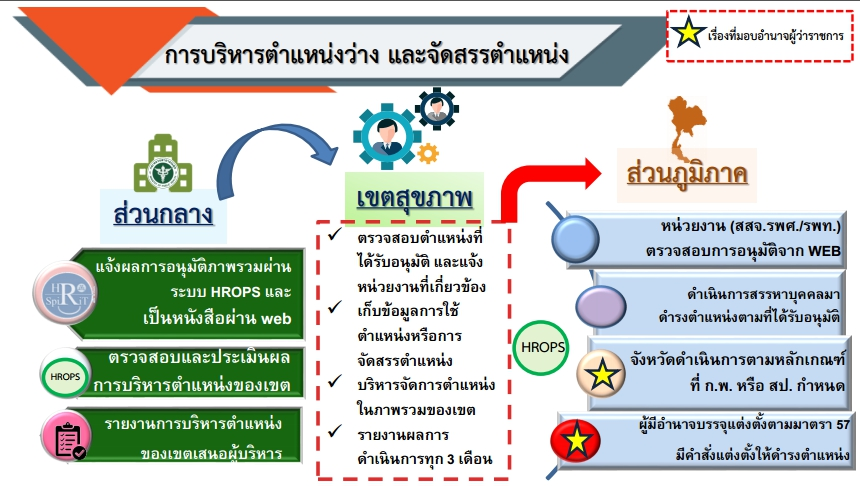 การบริหารตำแหน่งว่าง และจัดสรรตำแหน่ง
เรื่องที่มอบอำนาจผู้ว่าราชการ
ส่วนกลาง
แจ้งผลการอนุมัติภาพรวมผ่าน
ระบบ HROPS และ
เป็นหนังสือผ่าน web
HR
SpiRiT
ตรวจสอบและประเมินผล
การบริหารตำแหน่งของเขต
HROPS
รายงานการบริหารตำแหน่ง
ของเขตเสนอผู้บริหาร
เขตสุขภาพ
ตรวจสอบตำแหน่งที่
ได้รับอนุมัติ และแจ้ง
หน่วยงานที่เกี่ยวข้อง
เก็บข้อมูลการใช้
ตำแหน่งหรือการ
จัดสรรตำแหน่ง
บริหารจัดการตำแหน่ง
ในภาพรวมของเขต
รายงานผลการ
ดำเนินการทุก 3 เดือน
ส่วนภูมิภาค
หน่วยงาน (สสจ.รพศ./รพท.)
ตรวจสอบการอนุมัติจาก WEB
ดำเนินการสรรหาบุคคลมา
ดำรงตำแหน่งตามที่ได้รับอนุมัติ
HROPS
จังหวัดดำเนินการตามหลักเกณฑ์
ที่ ก.พ. หรือ สป. กำหนด
ผู้มีอำนาจบรรจุแต่งตั้งตามมาตรา 57
มีคำสั่งแต่งตั้งให้ดำรงตำแหน่ง